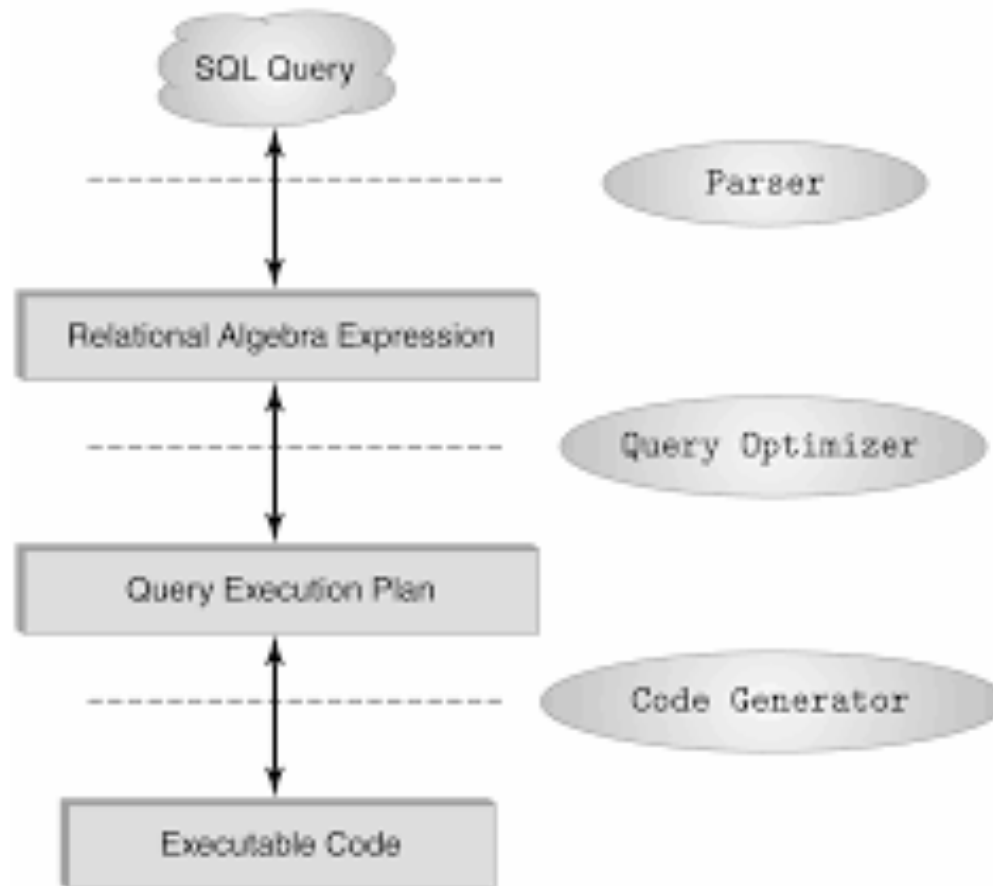 SQL Query
Parser
Relational Algebra Expression
Query Optimizer
Query Execution Plan
Code Generator
Executable Code